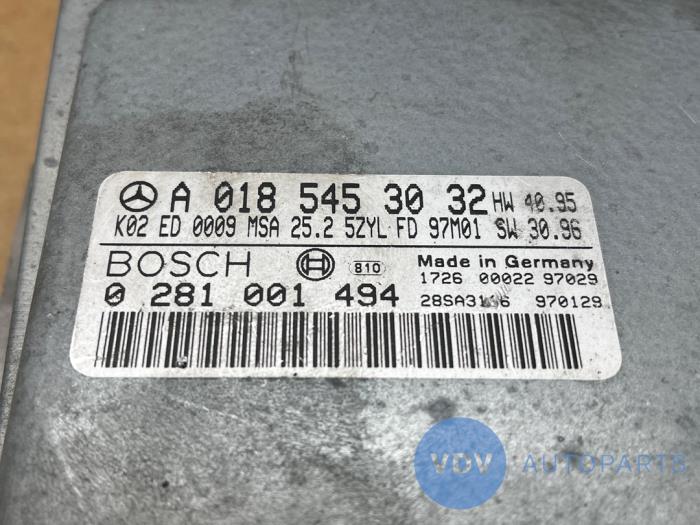 A 018 545 30 32 HW 40.95
K02 ED 0009 MSA 25.2 5ZYL FD 97M01 SW 30.96
BOSCH 810 Made in Germany
1726 00022 97029
0 281 001 494
970129
VDV AUTOPARTS